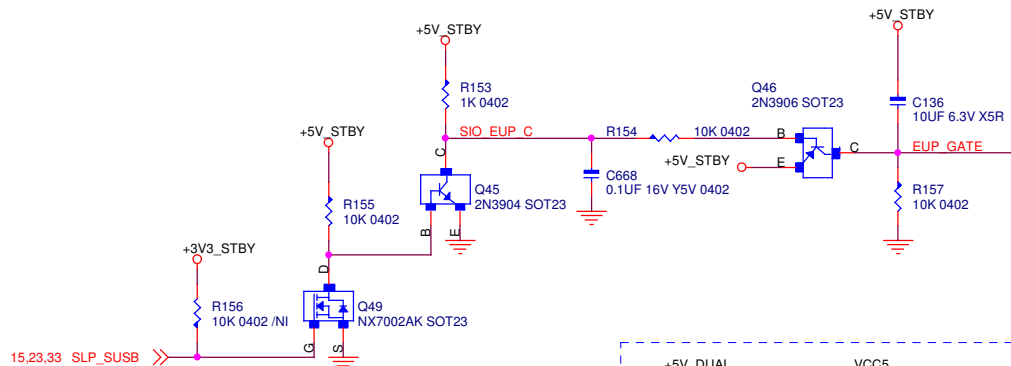 +5V_STBY
+5V_STBY
R153
1K 0402
Q46
2N3906 SOT23
C136
10UF 6.3V X5R
+5V_STBY
SIO_EUP_C
R154
10K 0402
B
C
EUP_GATE
+5V_STBY
E
C
C668
0.1UF 16V Y5V 0402
Q45
2N3904 SOT23
R157
10K 0402
R155
10K 0402
B
E
+3V3_STBY
D
R156
10K 0402 /NI
Q49
NX7002AK SOT23
G
S
15,23,33 SLP_SUSB
+5V_DUAL
VCC5